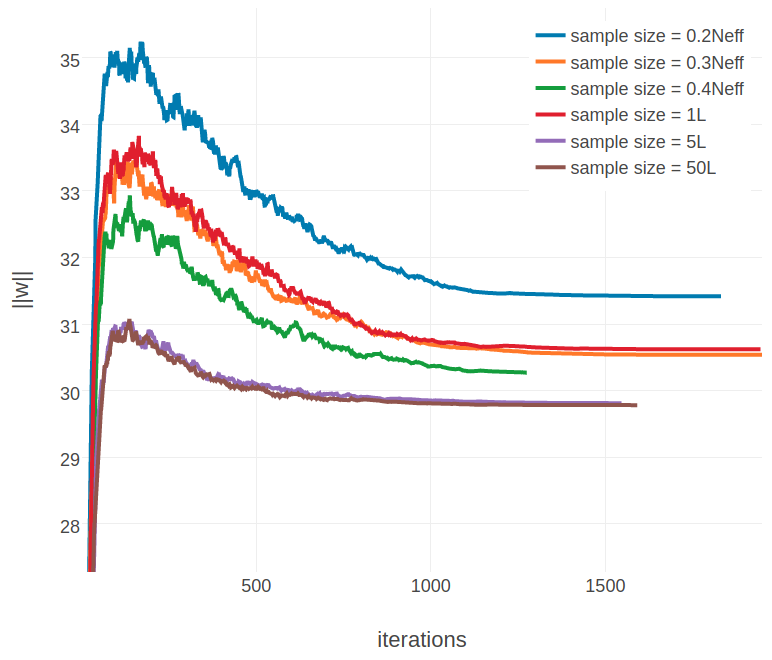 sample size = 0.2Neff
sample size = 0.3Neff
sample size = 0.4Neff
sample size = 1L
sample size = 5L
sample size = 50L
35
34
33
32
31
30
29
28
||w||
500
1000
1500
iterations